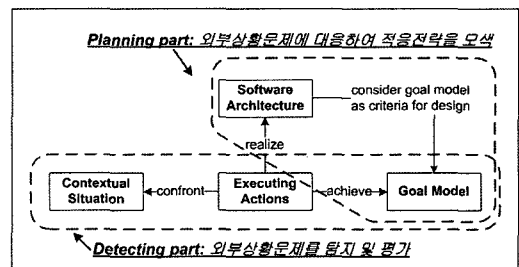 Planning part: 외부상황문제에 대응하여 적응전략을 모색
Software
Architecture
consider goal model
as criteria for design
realize
Contextual
Situation
confront
Executing
Actions
achieve
Goal Model
Detecting part: 외부상황문제를 탐지 및 평가